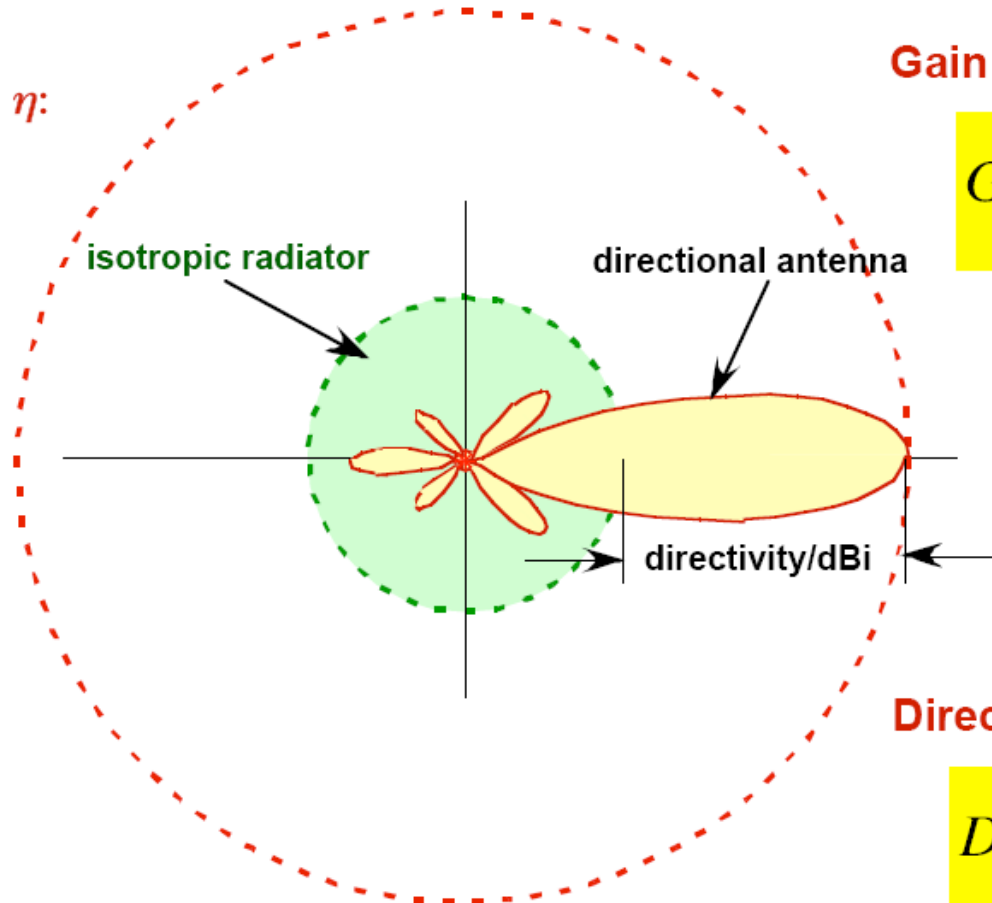 Gain
η:
G
isotropic radiator
directional antenna
directivity/dBi
Direc
D